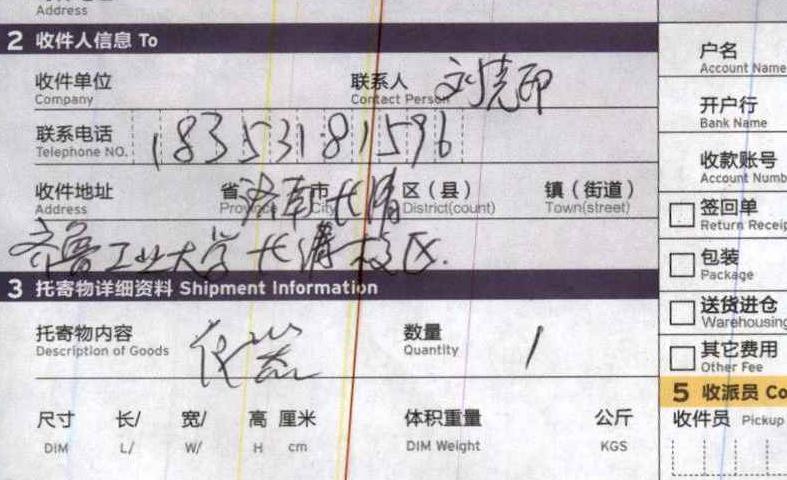 Address
2 收件人信息 To
收件单位 联系人 刘
Company Contact Person
联系电话 18353181596
Telephone NO.
收件地址 省 济南 市 长清 区(县) 镇(街道)
Address Province City District(count) Town(street)
齐鲁工业大学长清校区.
3 托寄物详细资料 Shipment Information
托寄物内容 仪器 数量 1
Description of Goods Quantity
尺寸 长/ 宽/ 高 厘米 体积重量 公斤
DIM L/ W/ H cm DIM Weight KGS
户名
Account Name
开户行
Bank Name
收款账号
Account Numb
签回单
Return Receip
包装
Package
送货进仓
Warehousing
其它费用
Other Fee
5 收派员 Co
收件员 Pickup